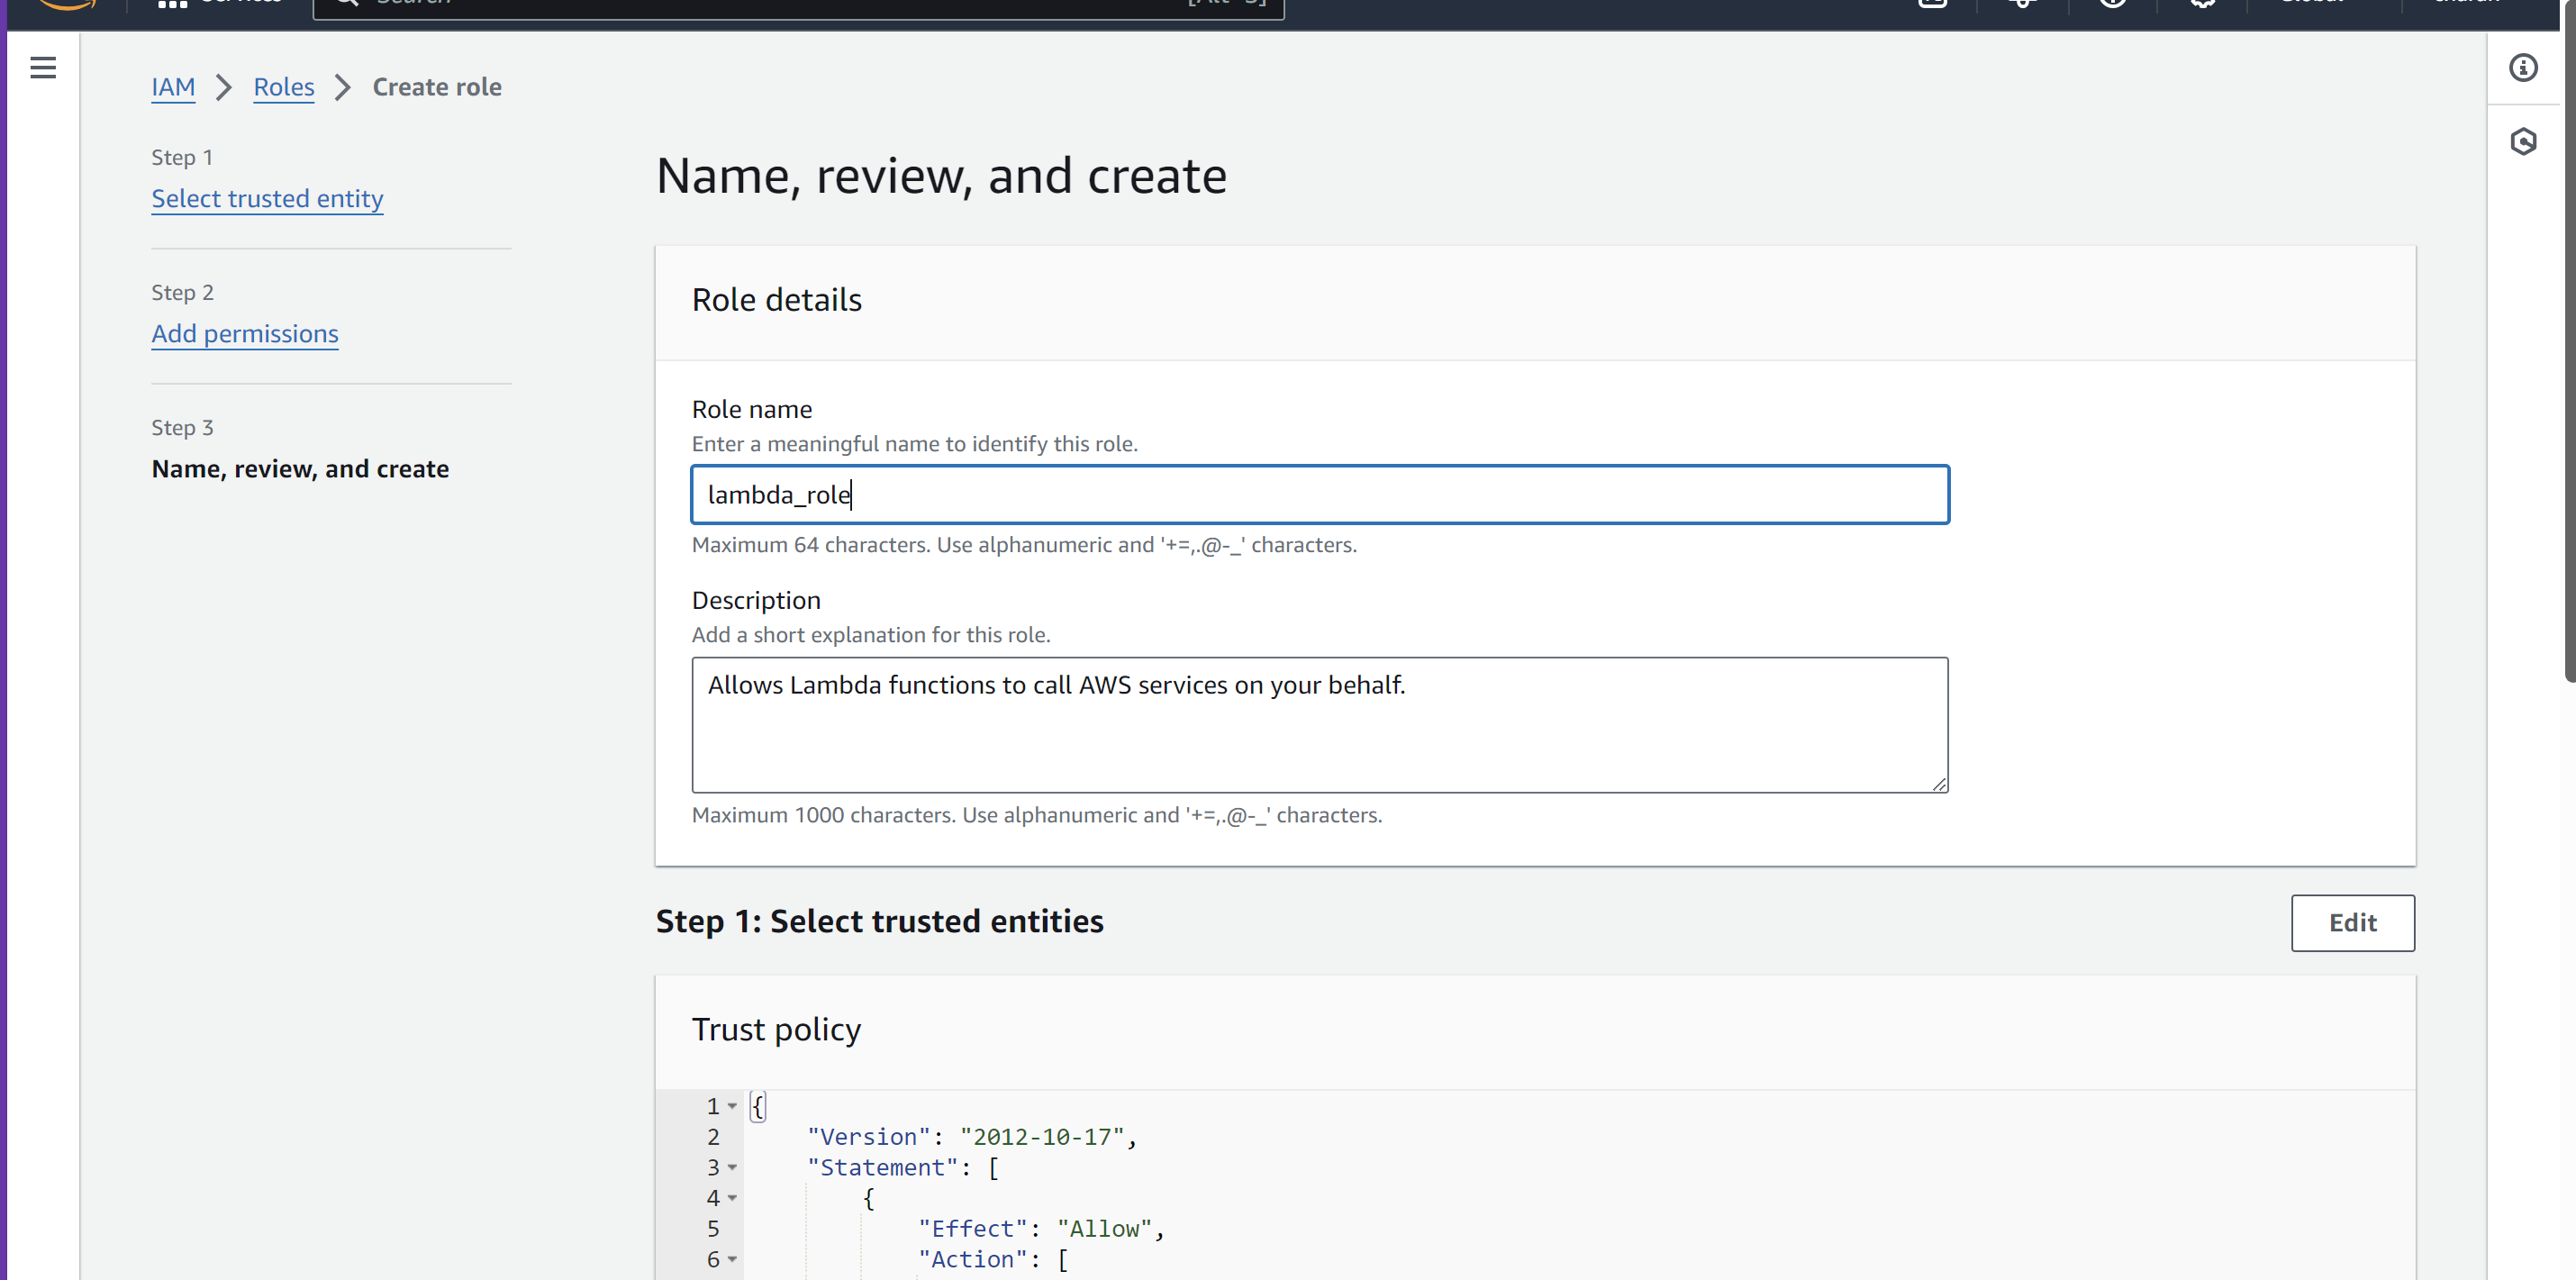 IAM > Roles > Create role
Step 1
Select trusted entity
Step 2
Add permissions
Step 3
Name, review, and create
Name, review, and create
Role details
Role name
Enter a meaningful name to identify this role.
lambda_role
Maximum 64 characters. Use alphanumeric and '+=,.@-_' characters.
Description
Add a short explanation for this role.
Allows Lambda functions to call AWS services on your behalf.
Maximum 1000 characters. Use alphanumeric and '+=,.@-_' characters.
Step 1: Select trusted entities
Edit
Trust policy
1 {
2 "Version": "2012-10-17",
3 "Statement": [
4 {
5 "Effect": "Allow",
6 "Action": [